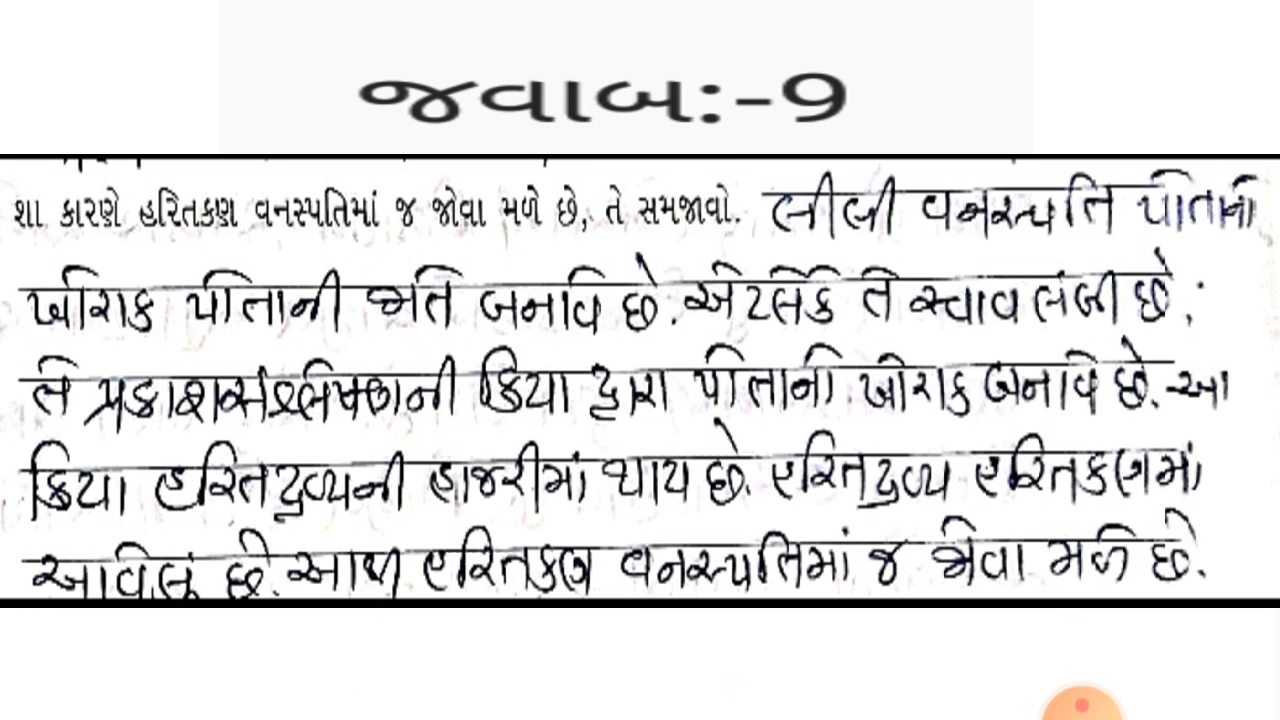 જવાબ:-9
શા કારણે હરિતકણ વનસ્પતિમાં જ જોવા મળે છે, તે સમજાવો. લીલી વનસ્પતિ પોતાનો
ખોરાક પોતાની જાતે બનાવે છે. એટલેકે તે સ્વાવલંબી છે.
તે પ્રકાશસંશ્લેષણની ક્રિયા દ્વારા પોતાનો ખોરાક બનાવે છે. આ
ક્રિયા હરિતદ્રવ્યની હાજરીમાં થાય છે. હરિતદ્રવ્ય હરિતકણમાં
આવેલું છે. આથી હરિતકણ વનસ્પતિમાં જ જોવા મળે છે.